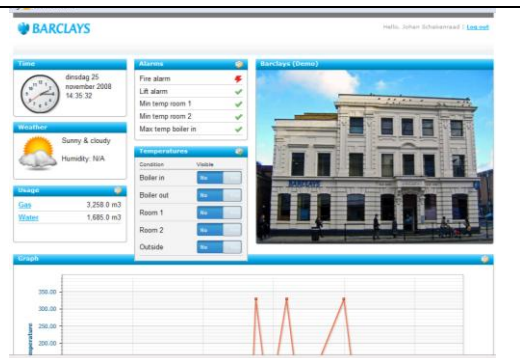 BARCLAYS
Hello, Johan Schakenraad | Log out
Time
dinsdag 25
november 2008
14:35:32
Weather
Sunny & cloudy
Humidity: N/A
Usage
Gas 3,258.0 m3
Water 1,685.0 m3
Alarms
Fire alarm
Lift alarm
Min temp room 1
Min temp room 2
Max temp boiler in
Temperatures
Condition Visible
Boiler in No
Boiler out No
Room 1 No
Room 2 No
Outside No
Barclays (Demo)
BARCLAYS
Graph
350.00
300.00
250.00
200.00